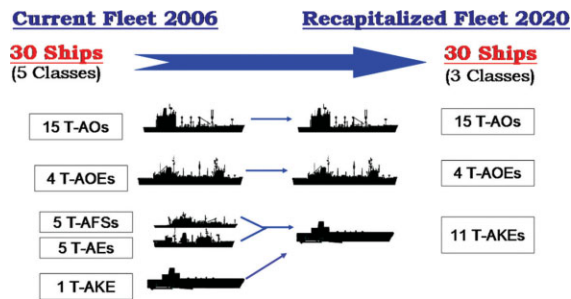 Current Fleet 2006
Recapitalized Fleet 2020
30 Ships
(5 Classes)
30 Ships
(3 Classes)
15 T-AOs
15 T-AOs
4 T-AOEs
4 T-AOEs
5 T-AFSs
5 T-AEs
11 T-AKEs
1 T-AKE